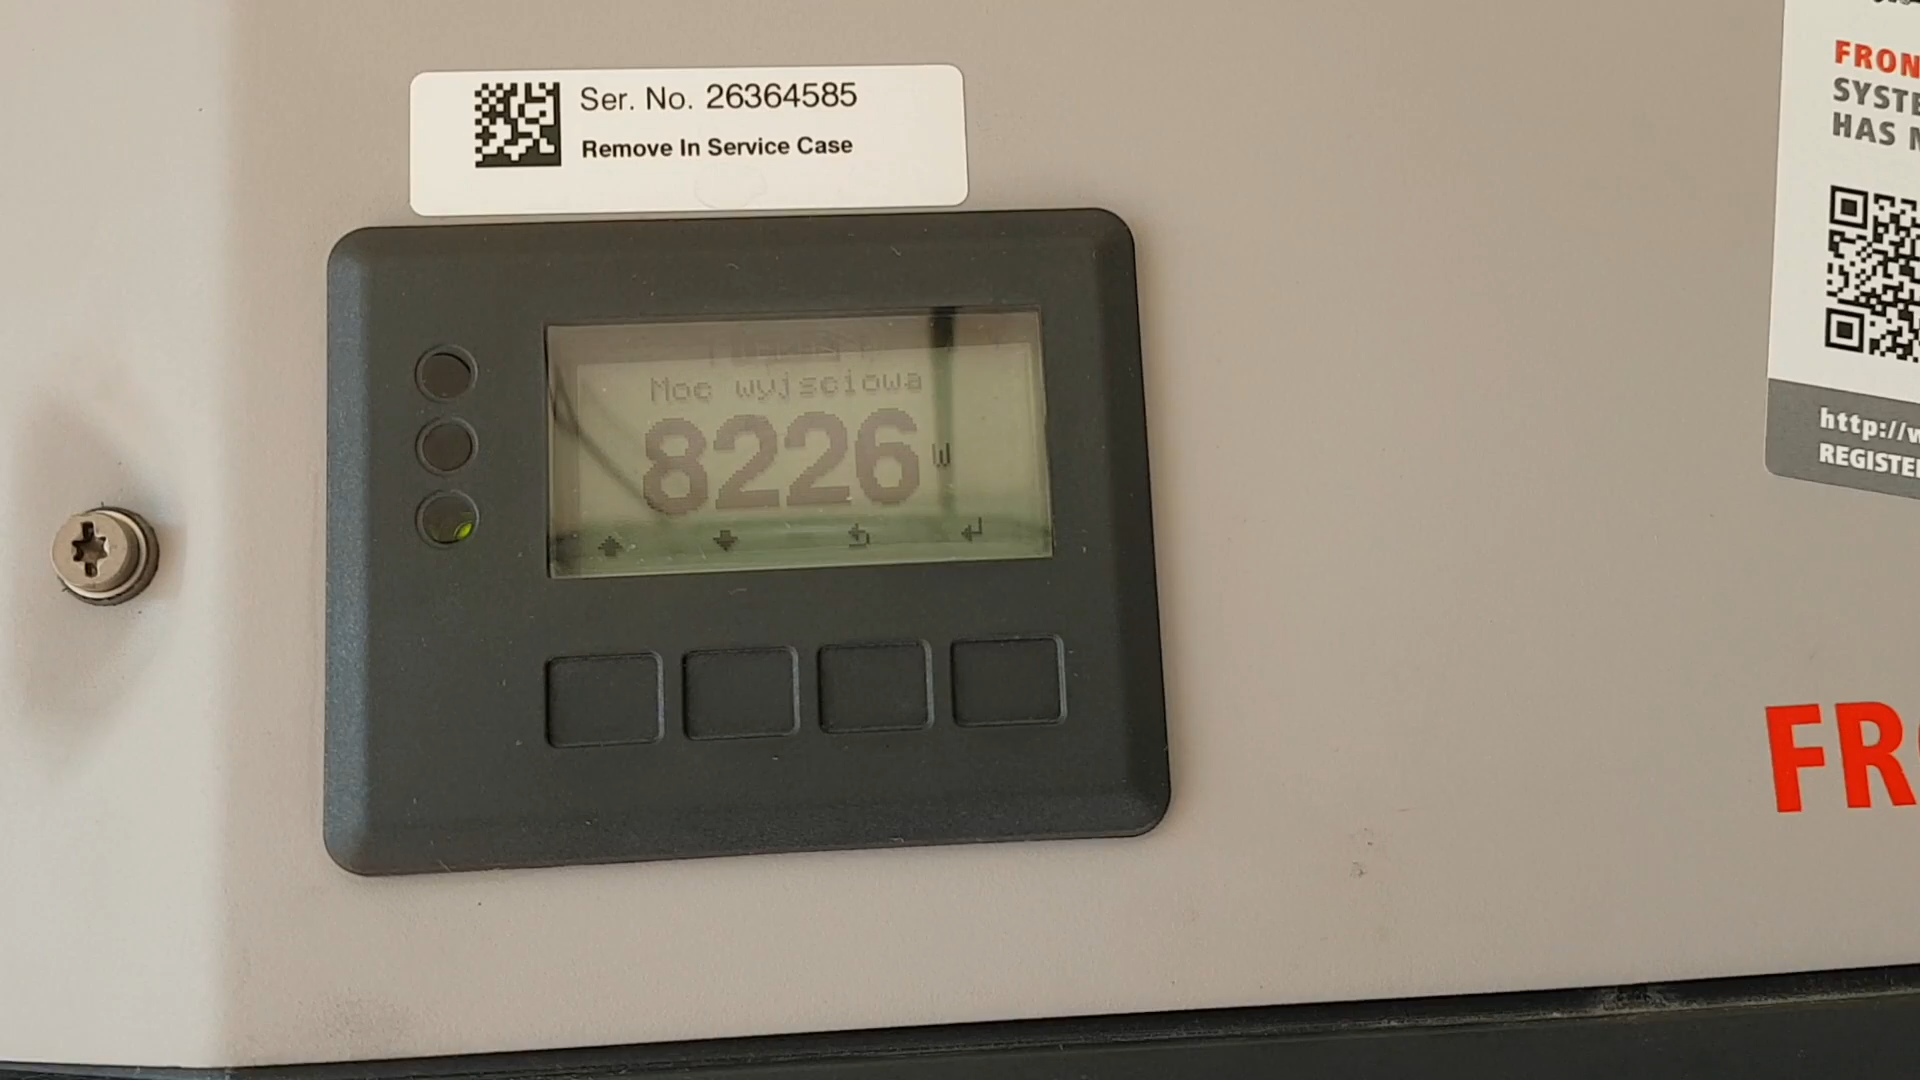 Ser. No. 26364585
Remove In Service Case
Moc wyjsciowa
8226 W
FRON
SYSTE
HAS N
http://w
REGISTE
FR